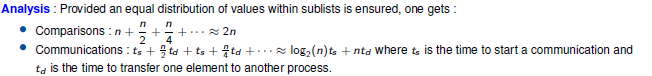 Analysis : Provided an equal distribution of values within sublists is ensured, one gets :
• Comparisons : n + n/2 + n/4 + ⋯ ≈ 2n
• Communications : tₛ + n/2 t_d + tₛ + n/4 t_d + ⋯ ≈ log₂(n)tₛ + nt_d where tₛ is the time to start a communication and
t_d is the time to transfer one element to another process.